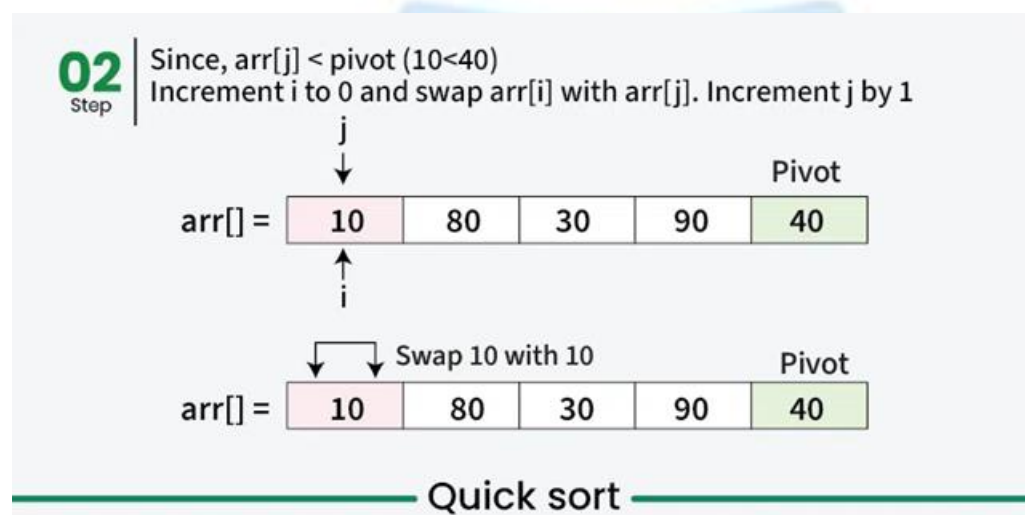 02
Step
Since, arr[j] < pivot (10<40)
Increment i to 0 and swap arr[i] with arr[j]. Increment j by 1
j
Pivot
arr[] = 10 80 30 90 40
i
Swap 10 with 10 Pivot
arr[] = 10 80 30 90 40
Quick sort